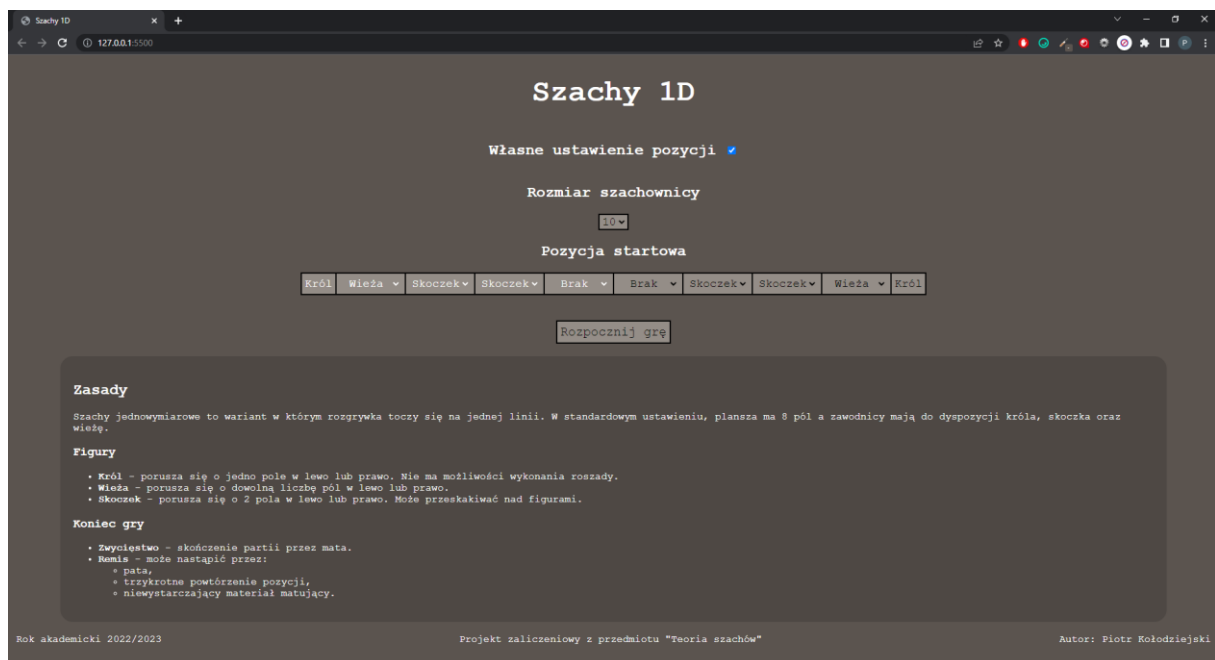 Szachy 1D
127.0.0.1:5500
P
Szachy 1D
Własne ustawienie pozycji
Rozmiar szachownicy
10
Pozycja startowa
Król Wieża Skoczek Skoczek Brak Brak Skoczek Skoczek Wieża Król
Rozpocznij grę
Zasady
Szachy jednowymiarowe to wariant w którym rozgrywka toczy się na jednej linii. W standardowym ustawieniu, plansza ma 8 pól a zawodnicy mają do dyspozycji króla, skoczka oraz
wieżę.
Figury
• Król – porusza się o jedno pole w lewo lub prawo. Nie ma możliwości wykonania roszady.
• Wieża – porusza się o dowolną liczbę pól w lewo lub prawo.
• Skoczek – porusza się o 2 pola w lewo lub prawo. Może przeskakiwać nad figurami.
Koniec gry
• Zwycięstwo – skończenie partii przez mata.
• Remis – może nastąpić przez:
◦ pata,
◦ trzykrotne powtórzenie pozycji,
◦ niewystarczający materiał matujący.
Rok akademicki 2022/2023 Projekt zaliczeniowy z przedmiotu "Teoria szachów" Autor: Piotr Kołodziejski